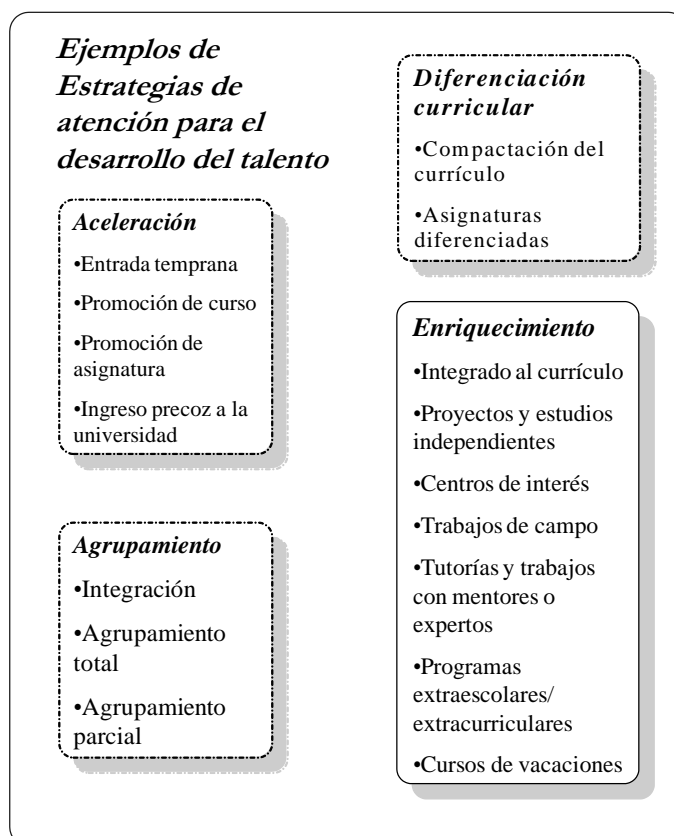 Ejemplos de
Estrategias de
atención para el
desarrollo del talento
Aceleración
•Entrada temprana
•Promoción de curso
•Promoción de
asignatura
•Ingreso precoz a la
universidad
Agrupamiento
•Integración
•Agrupamiento
total
•Agrupamiento
parcial
Diferenciación
curricular
•Compactación del
currículo
•Asignaturas
diferenciadas
Enriquecimiento
•Integrado al currículo
•Proyectos y estudios
independientes
•Centros de interés
•Trabajos de campo
•Tutorías y trabajos
con mentores o
expertos
•Programas
extraescolares/
extracurriculares
•Cursos de vacaciones